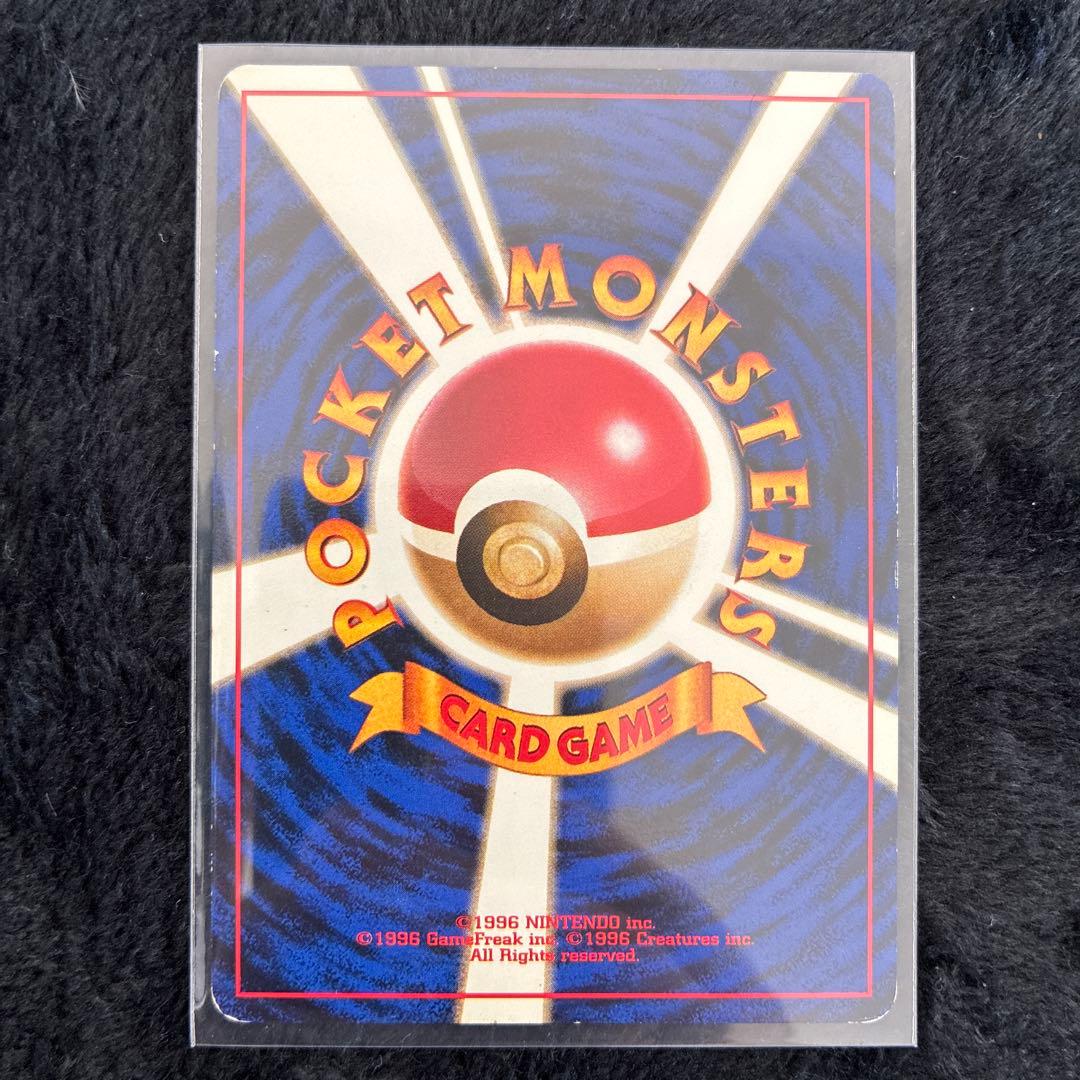 POCKET MONSTERS
CARD GAME
©1996 NINTENDO inc.
©1996 GameFreak inc. ©1996 Creatures inc.
All Rights reserved.